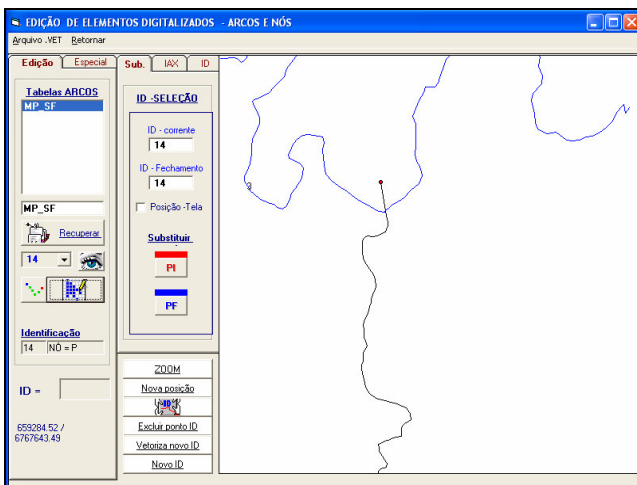 EDIÇÃO DE ELEMENTOS DIGITALIZADOS - ARCOS E NÓS
Arquivo .VET Retornar
Edição Especial
Tabelas ARCOS
MP_SF
MP_SF
Recuperar
14
Identificação
14 NÓ = P
ID =
659284.52 /
6767643.49
Sub. IAX ID
ID -SELEÇÃO
ID - corrente
14
ID - Fechamento
14
Posição -Tela
Substituir
PI
PF
ZOOM
Nova posição
ID
Excluir ponto ID
Vetoriza novo ID
Novo ID
3